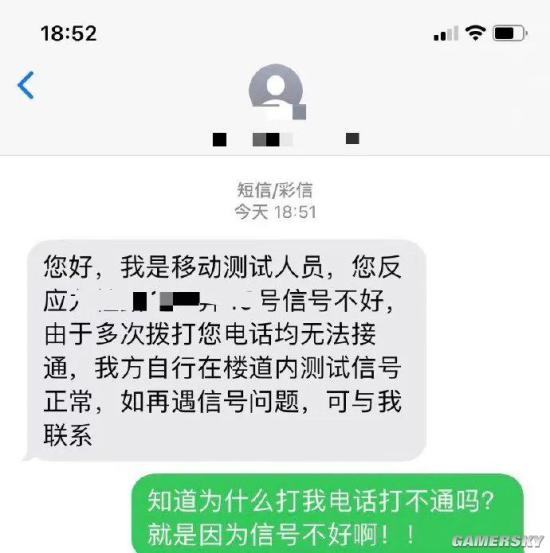 18:52
短信/彩信
今天 18:51
您好，我是移动测试人员，您反
应 号信号不好，
由于多次拨打您电话均无法接
通，我方自行在楼道内测试信号
正常，如再遇信号问题，可与我
联系
知道为什么打我电话打不通吗？
就是因为信号不好啊！！
GAMERSKY